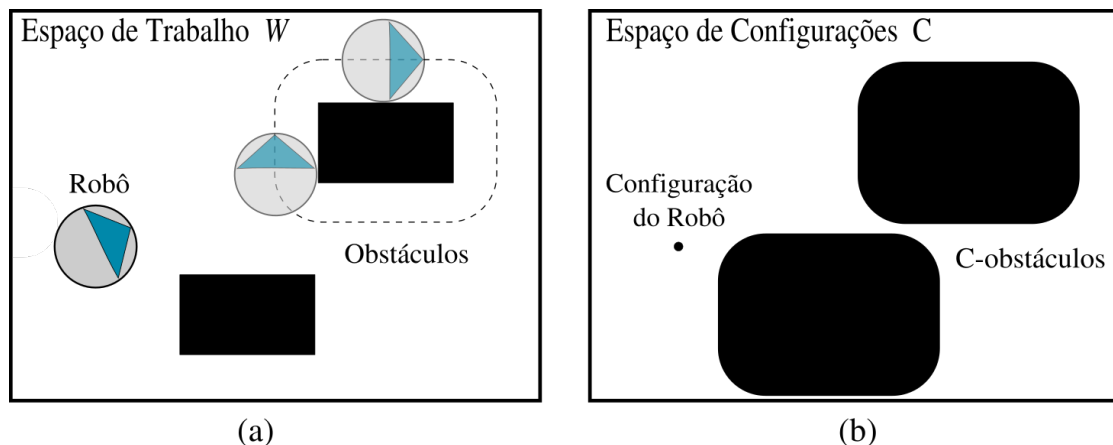 Espaço de Trabalho W
Robô
Obstáculos
(a)
Espaço de Configurações C
Configuração
do Robô
C-obstáculos
(b)